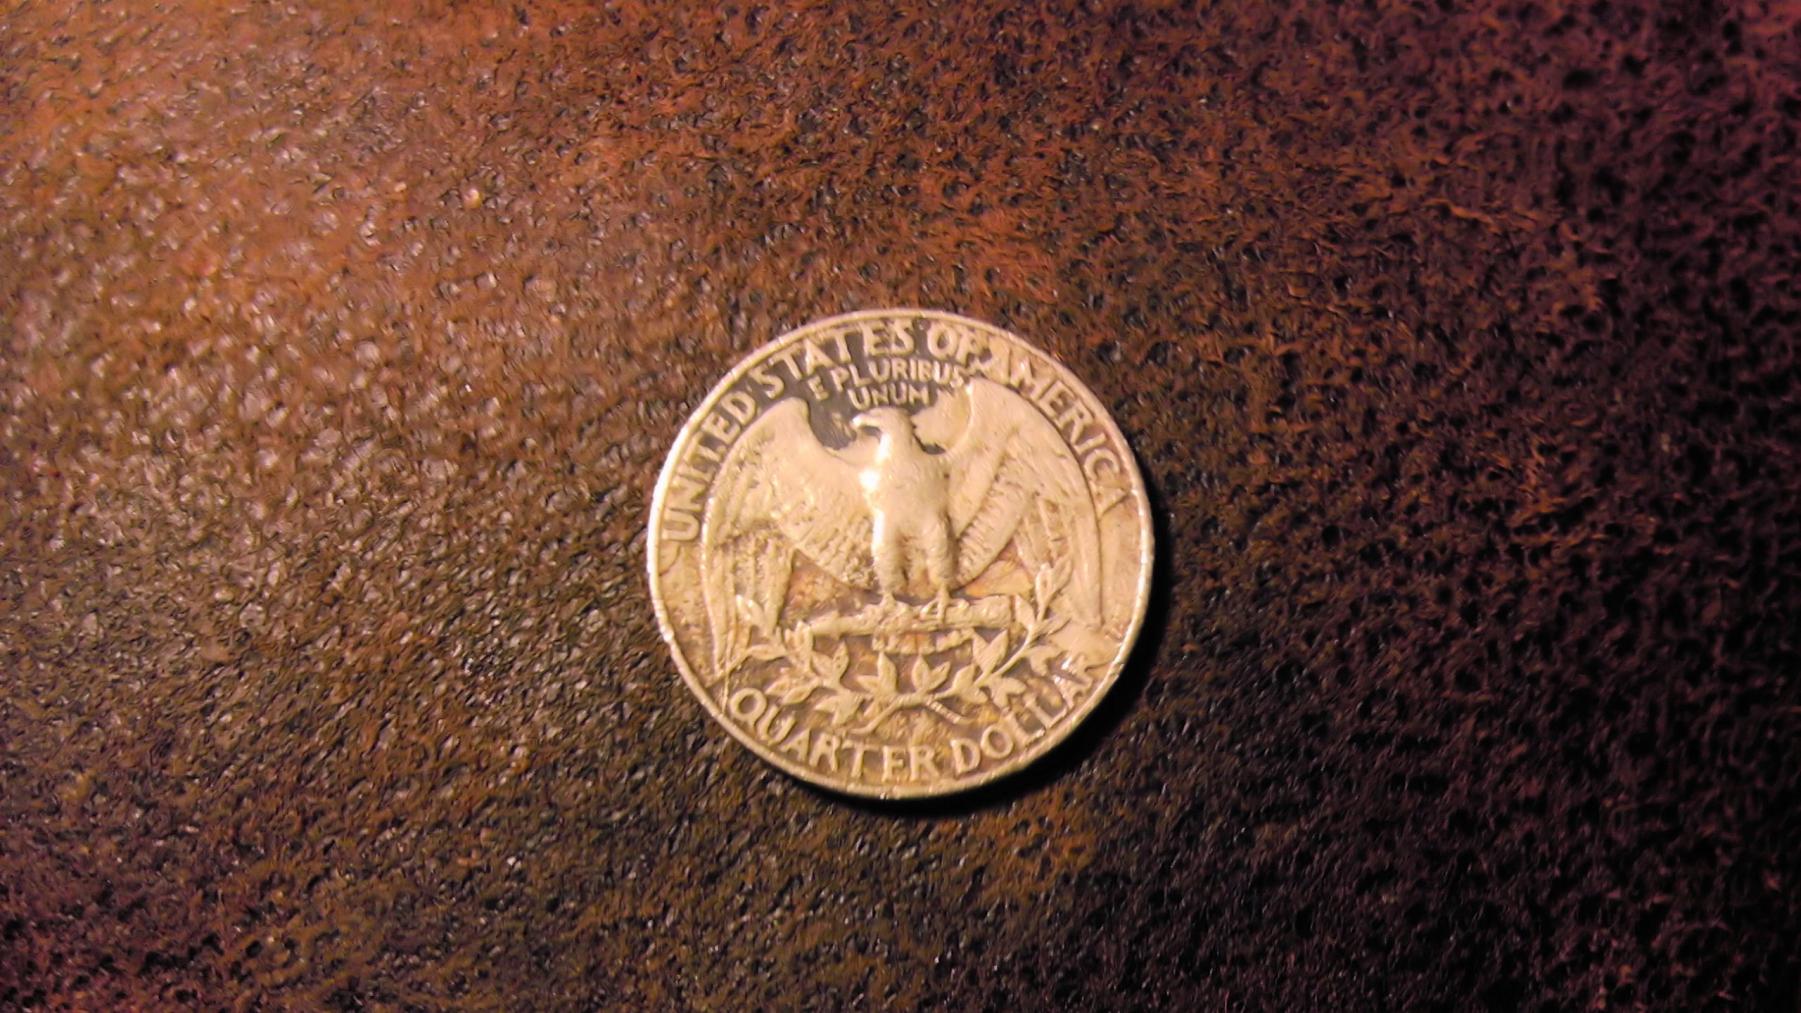 UNITED STATES OF AMERICA
E PLURIBUS
UNUM
QUARTER DOLLAR